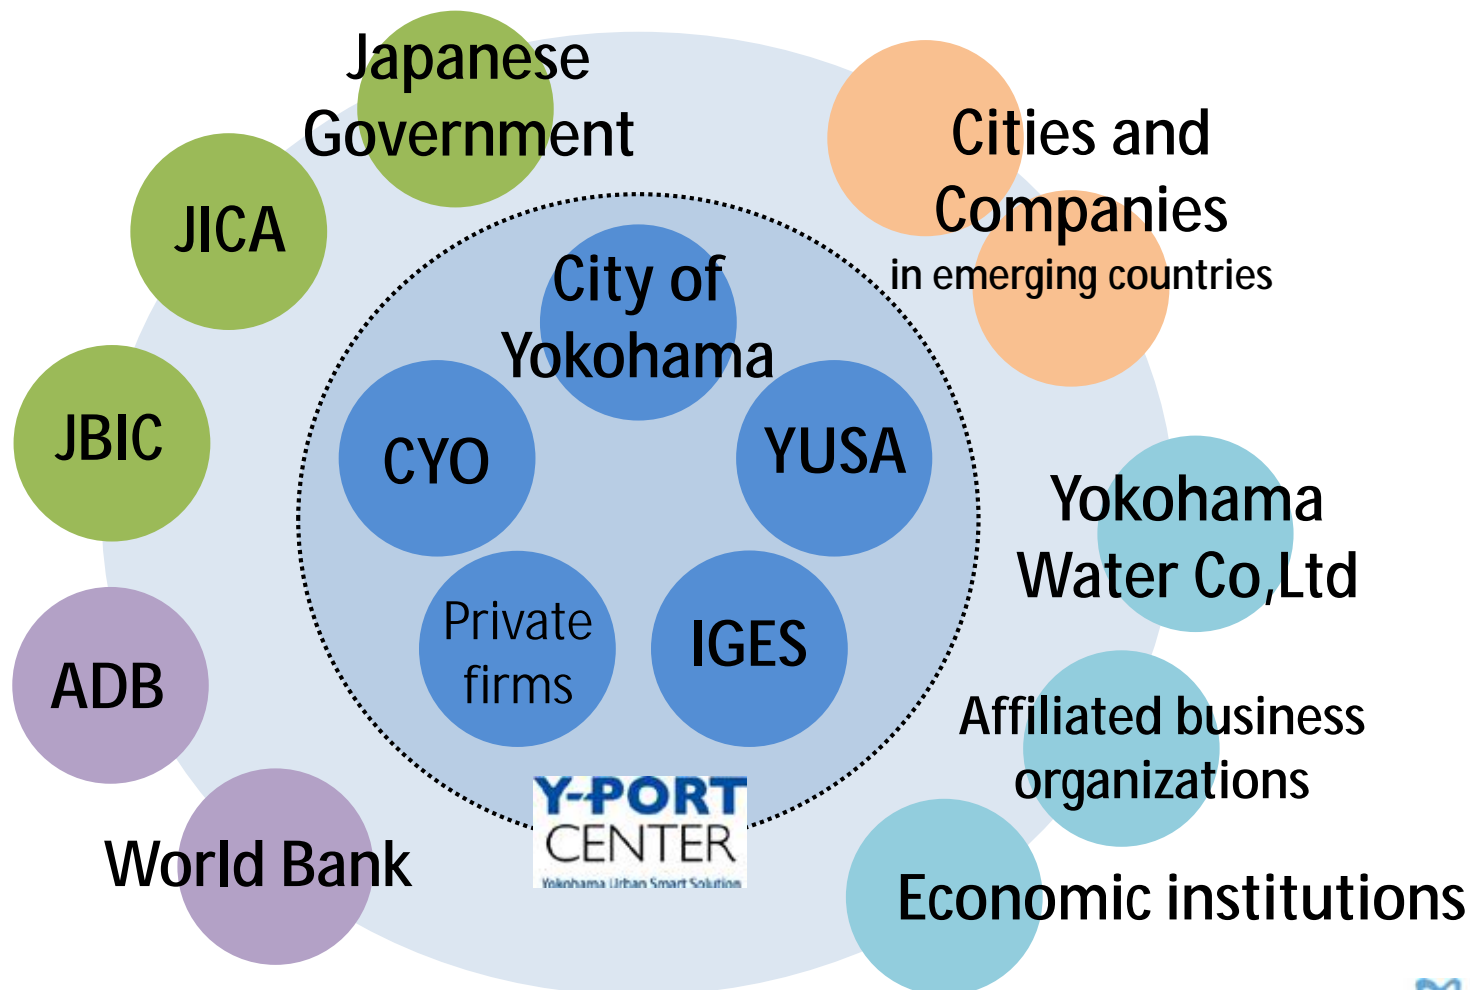 Japanese
Government
Cities and
Companies
in emerging countries
JICA
City of
Yokohama
JBIC
CYO
YUSA
Yokohama
Water Co,Ltd
Private
firms
IGES
ADB
Affiliated business
organizations
Y-PORT
CENTER
Yokohama Urban Smart Solution
World Bank
Economic institutions